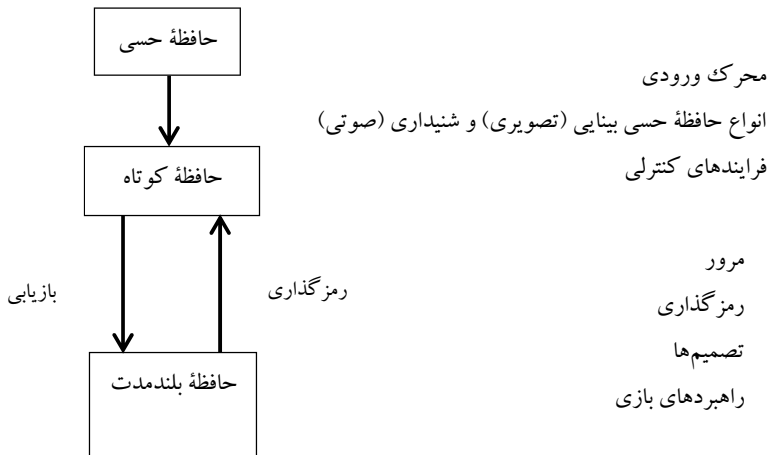 حافظهٔ حسی
محرک ورودی
انواع حافظهٔ حسی بینایی (تصویری) و شنیداری (صوتی)
فرایندهای کنترلی
حافظهٔ کوتاه
مرور
رمزگذاری
بازیابی
رمزگذاری
تصمیم‌ها
حافظهٔ بلندمدت
راهبردهای بازی